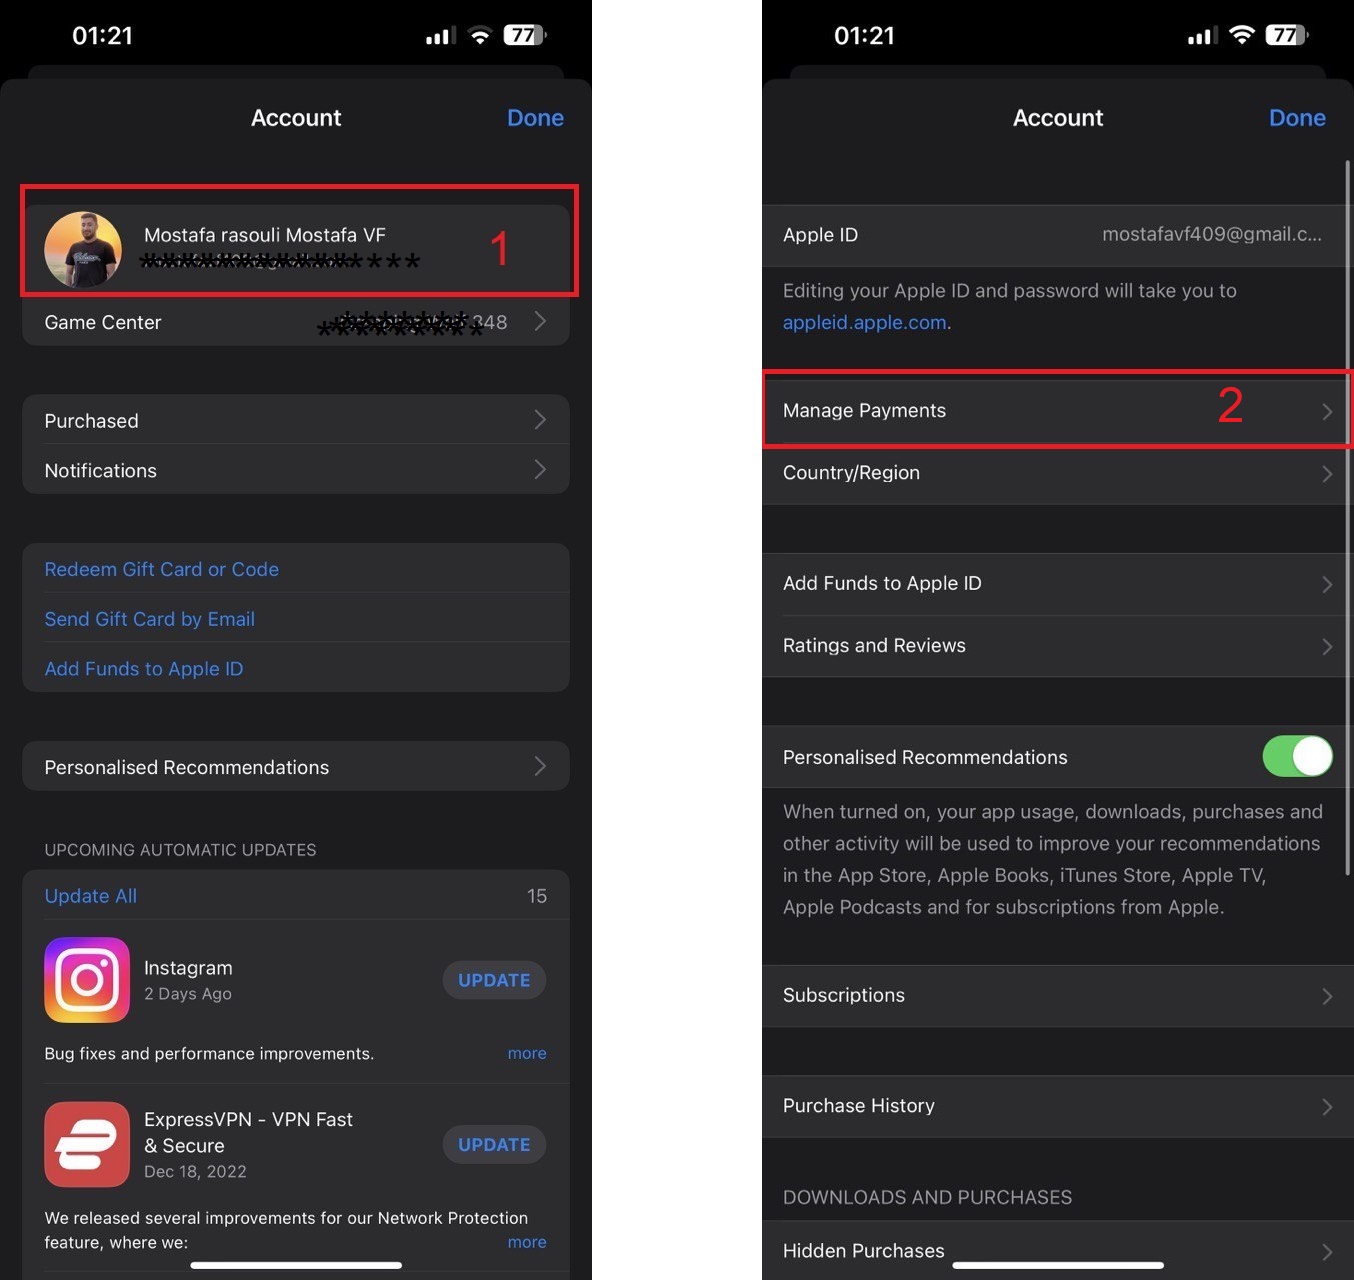 01:21
77
Account
Done
Mostafa rasouli Mostafa VF
1
Game Center
348
Purchased
Notifications
Redeem Gift Card or Code
Send Gift Card by Email
Add Funds to Apple ID
Personalised Recommendations
UPCOMING AUTOMATIC UPDATES
Update All
15
Instagram
2 Days Ago
UPDATE
Bug fixes and performance improvements.
more
ExpressVPN - VPN Fast
& Secure
Dec 18, 2022
UPDATE
We released several improvements for our Network Protection
feature, where we:
more
01:21
77
Account
Done
Apple ID
mostafavf409@gmail.c...
Editing your Apple ID and password will take you to
appleid.apple.com.
Manage Payments
2
Country/Region
Add Funds to Apple ID
Ratings and Reviews
Personalised Recommendations
When turned on, your app usage, downloads, purchases and
other activity will be used to improve your recommendations
in the App Store, Apple Books, iTunes Store, Apple TV,
Apple Podcasts and for subscriptions from Apple.
Subscriptions
Purchase History
DOWNLOADS AND PURCHASES
Hidden Purchases